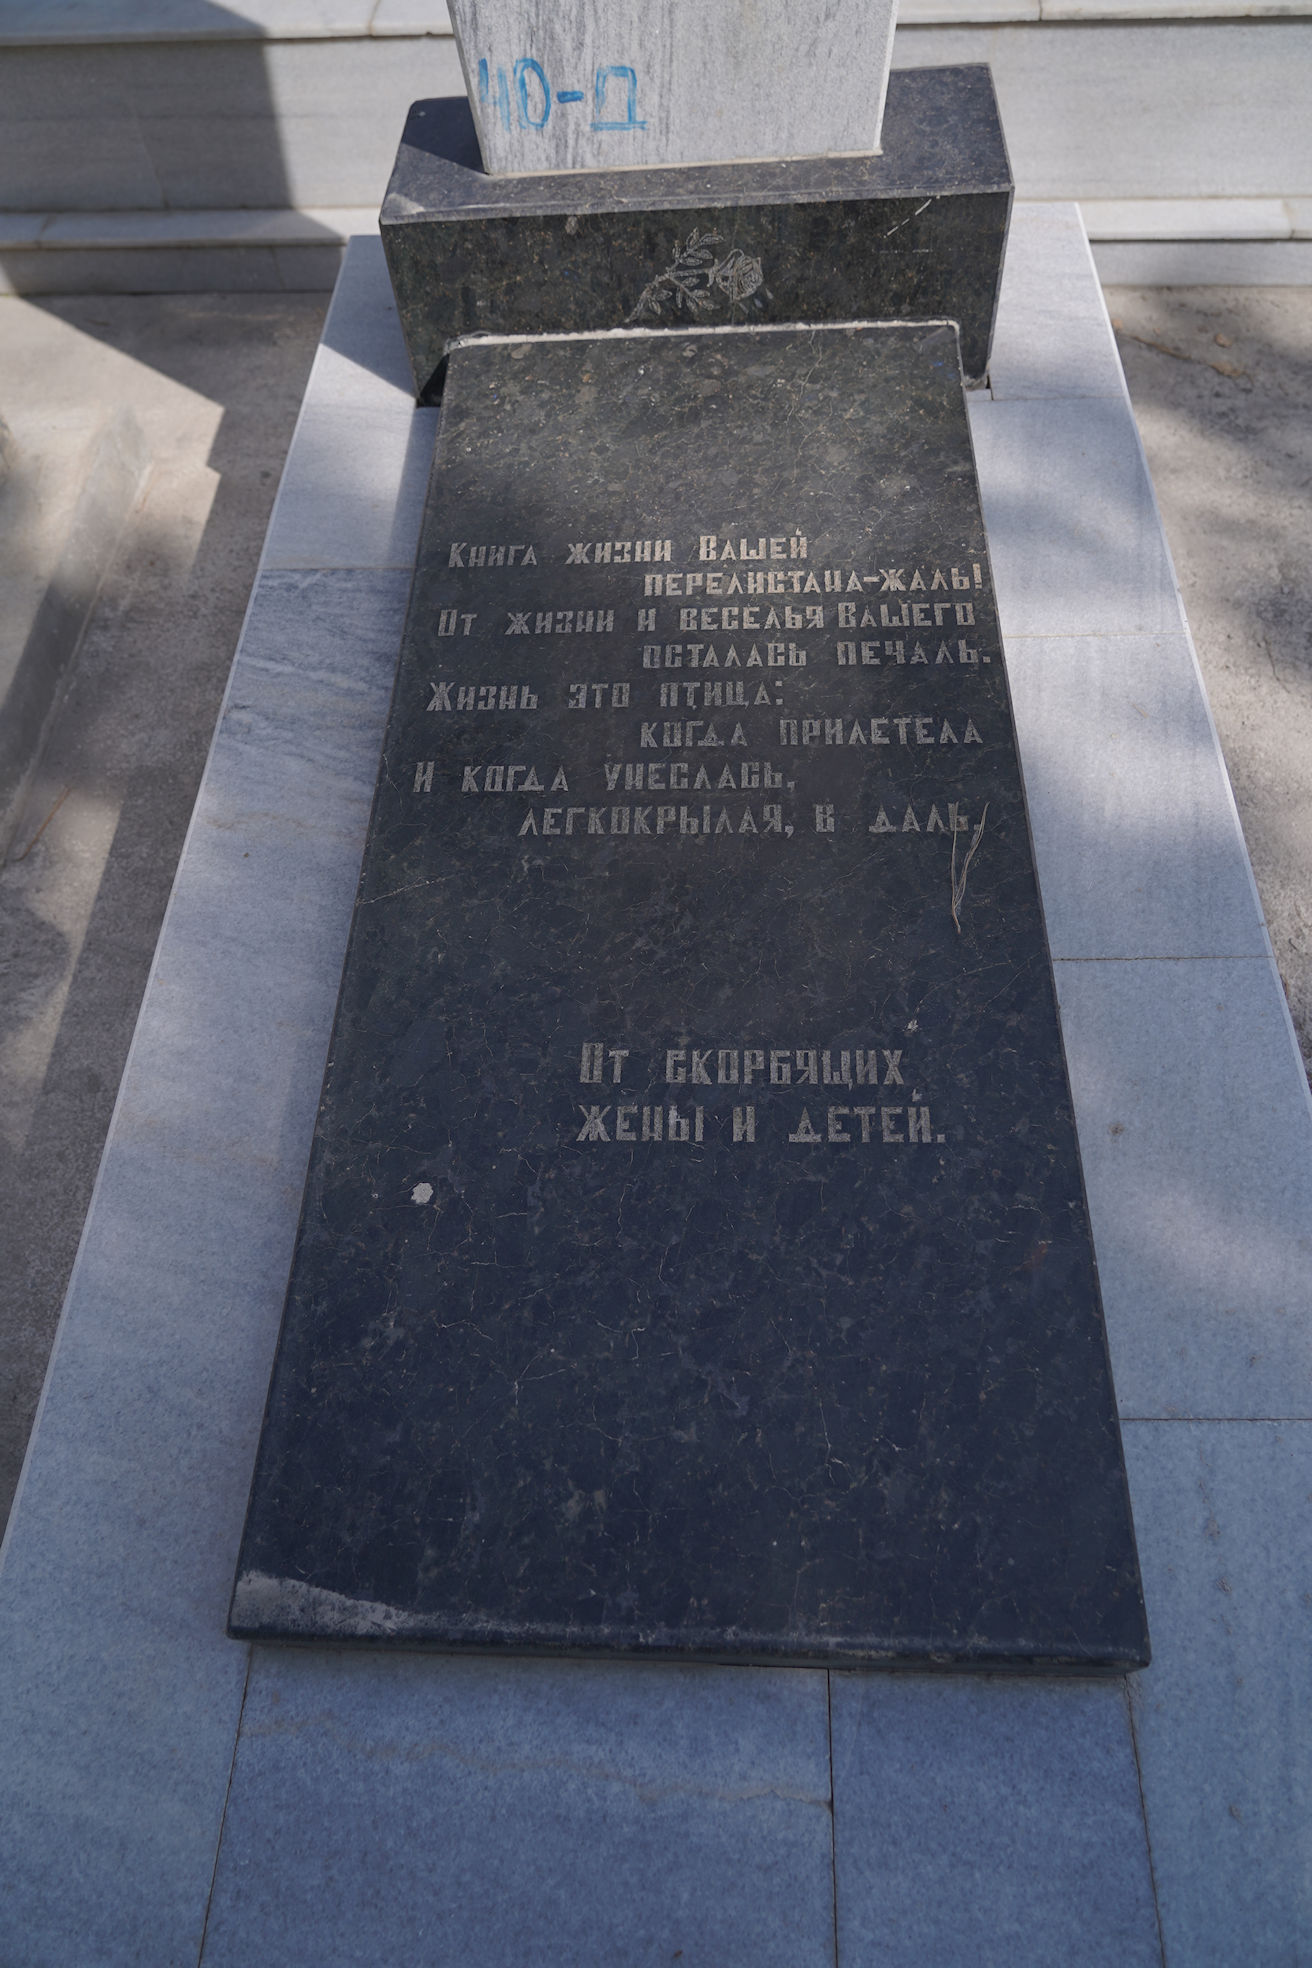 40-Д
Книга жизни Вашей
перелистана-жаль!
От жизни и веселья Вашего
осталась печаль.
Жизнь это птица:
когда прилетела
И когда унеслась,
легкокрылая, в даль.
От скорбящих
жены и детей.